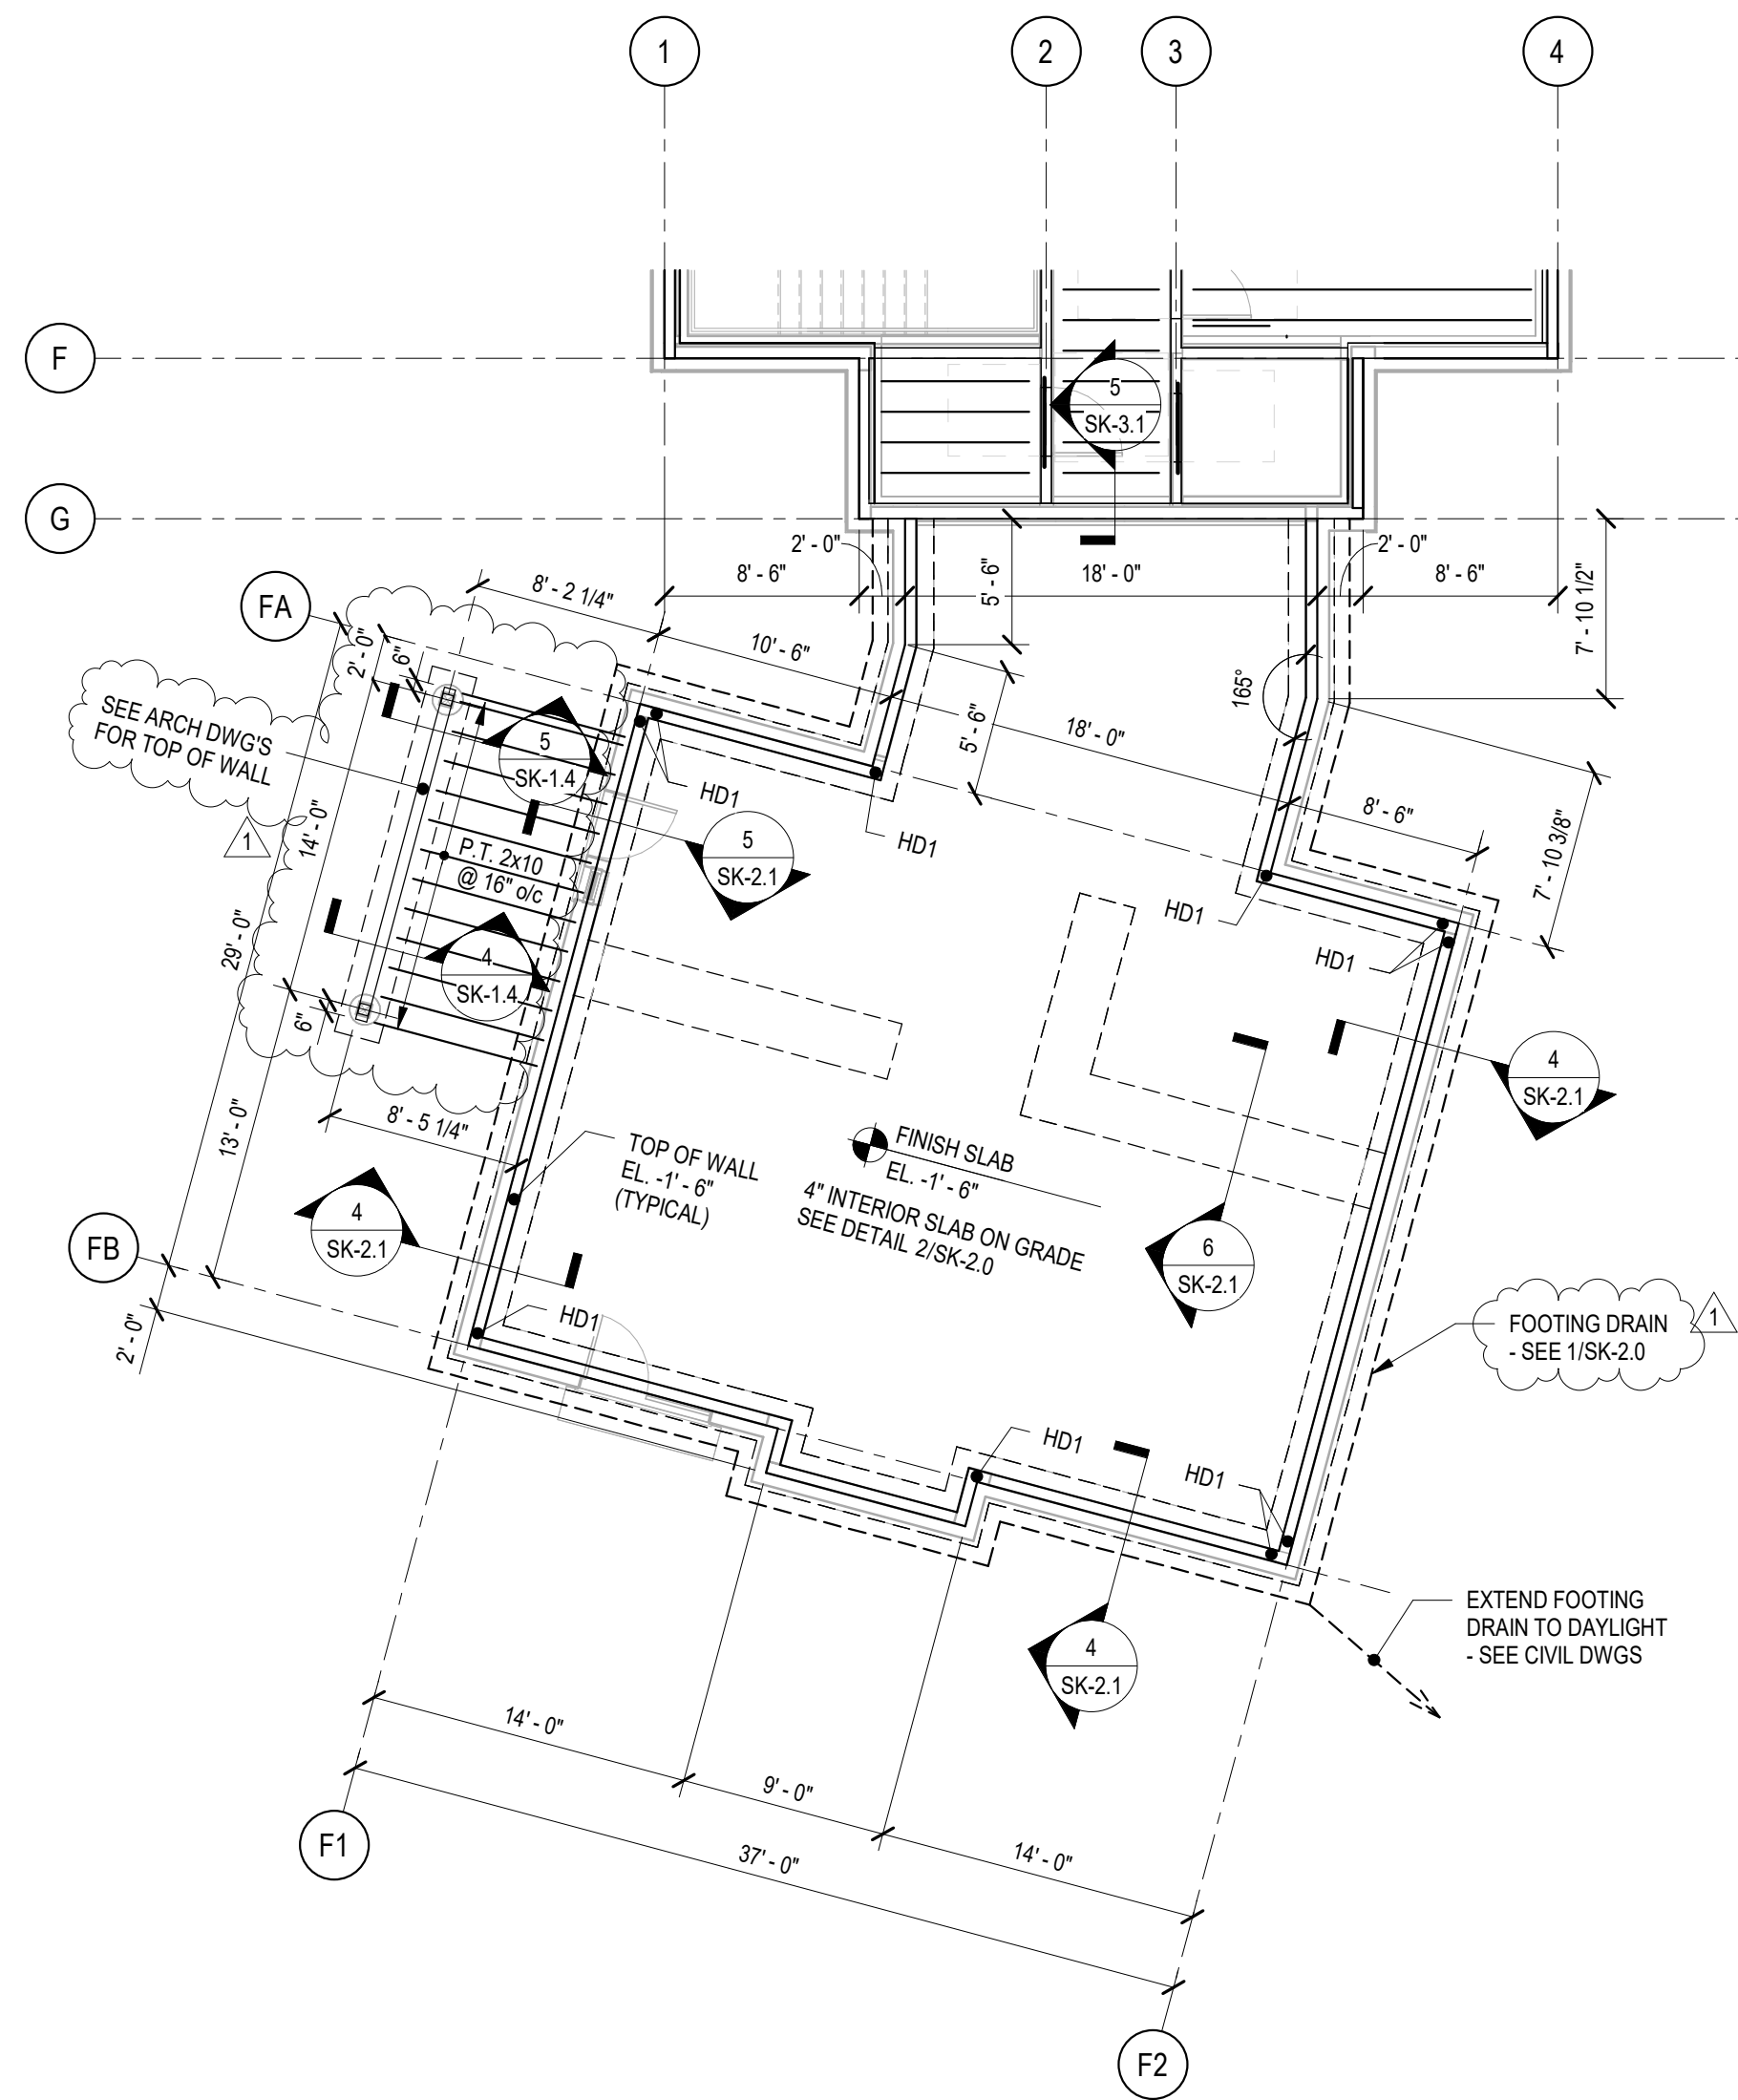 1
2
3
4
F
G
5
SK-3.1
2' - 0"
8' - 6"
5' - 6"
18' - 0"
2' - 0"
8' - 6"
7' - 10 1/2"
FA
8' - 2 1/4"
10' - 6"
2' - 0"
6"
5' - 6"
165°
18' - 0"
8' - 6"
7' - 10 3/8"
SEE ARCH DWG'S
FOR TOP OF WALL
1
5
SK-1.4
HD1
HD1
5
SK-2.1
14' - 0"
P.T. 2x10
@ 16" o/c
HD1
HD1
29' - 0"
4
SK-1.4
6"
4
SK-2.1
13' - 0"
8' - 5 1/4"
TOP OF WALL
EL. -1' - 6"
(TYPICAL)
FINISH SLAB
EL. -1' - 6"
4" INTERIOR SLAB ON GRADE
SEE DETAIL 2/SK-2.0
4
SK-2.1
6
SK-2.1
FB
2' - 0"
HD1
FOOTING DRAIN
- SEE 1/SK-2.0
1
HD1
HD1
EXTEND FOOTING
DRAIN TO DAYLIGHT
- SEE CIVIL DWGS
4
SK-2.1
14' - 0"
9' - 0"
14' - 0"
37' - 0"
F1
F2